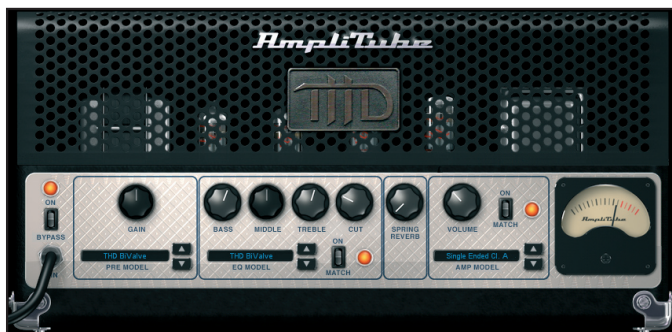 AmpliTube
THD
ON
BYPASS
GAIN
THD BiValve
PRE MODEL
BASS
MIDDLE
TREBLE
CUT
THD BiValve
EQ MODEL
ON
MATCH
SPRING
REVERB
VOLUME
ON
MATCH
Single Ended Cl. A
AMP MODEL
AmpliTube